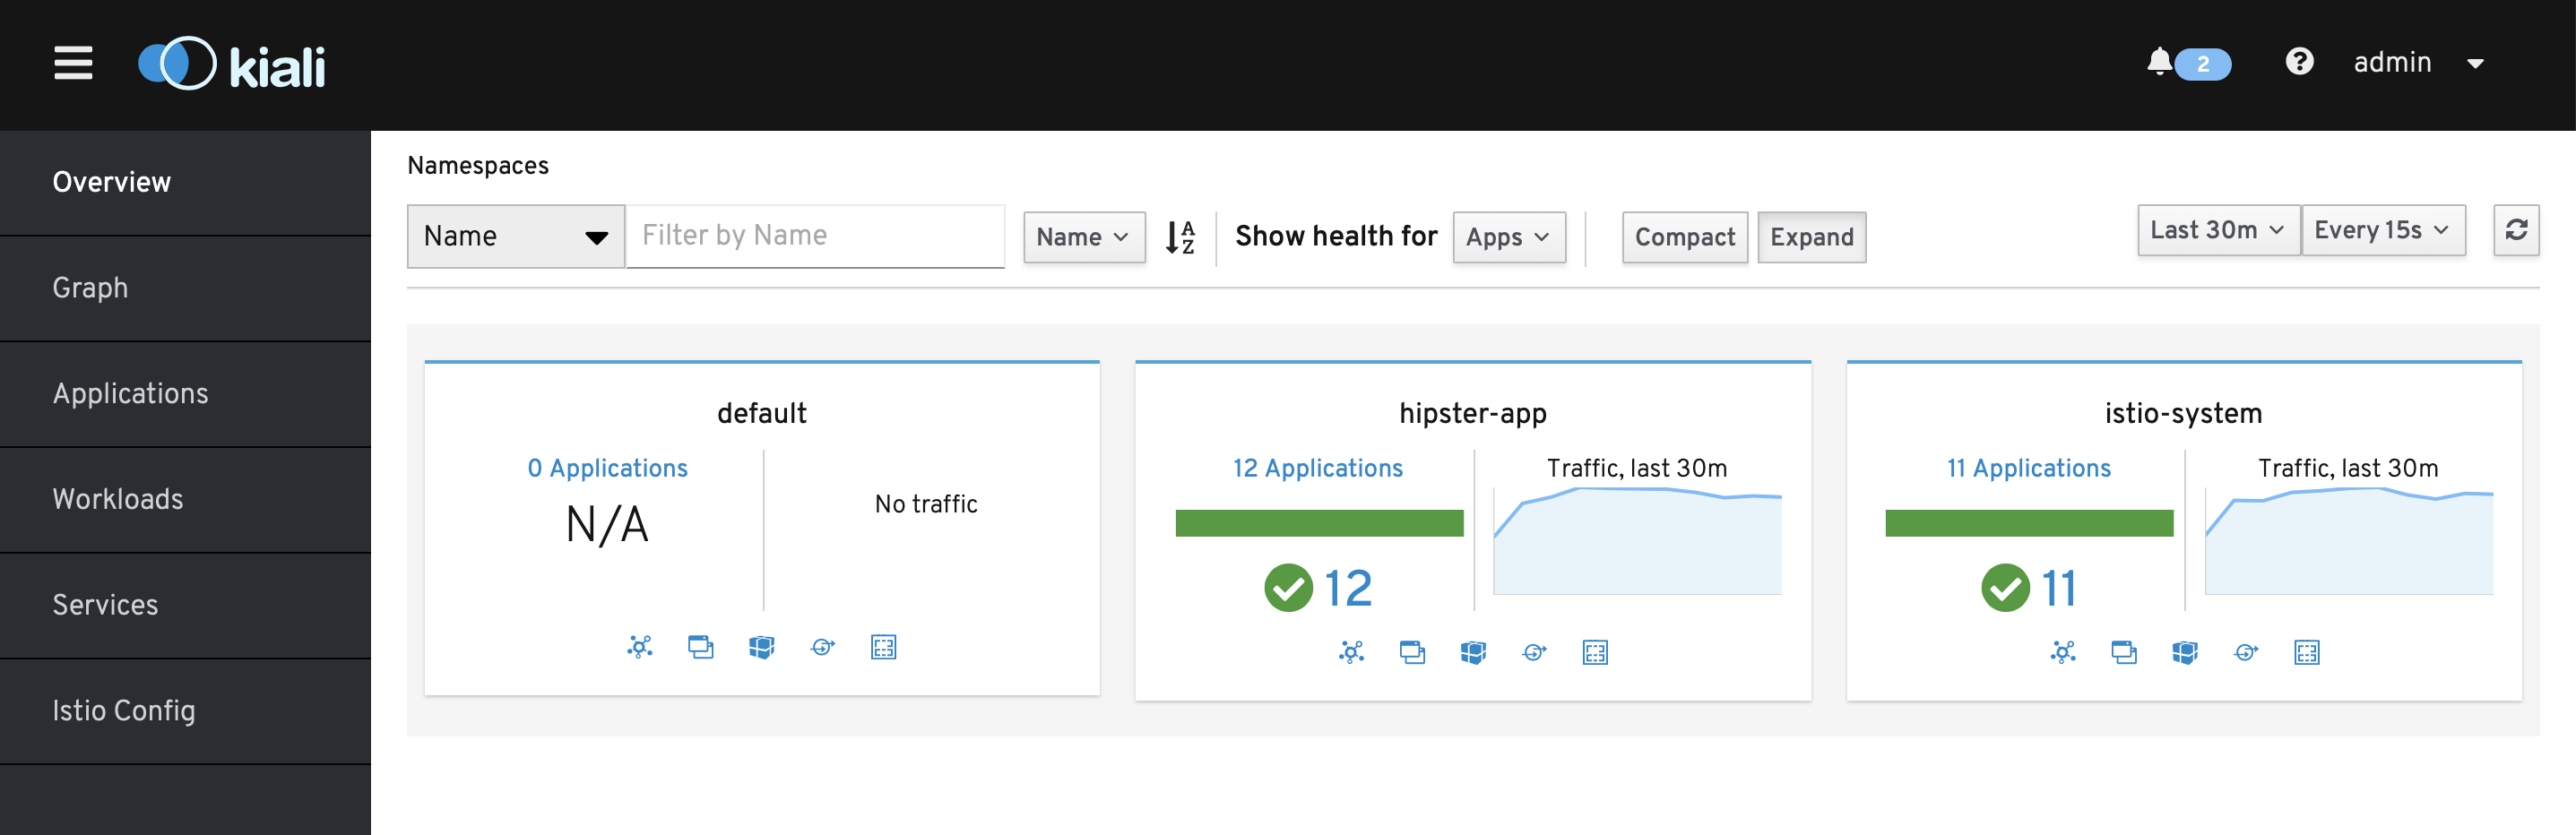 kiali
2
admin
Overview
Graph
Applications
Workloads
Services
Istio Config
Namespaces
Name Filter by Name Name A Z Show health for Apps Compact Expand Last 30m Every 15s
default
0 Applications
N/A
No traffic
hipster-app
12 Applications
12
Traffic, last 30m
istio-system
11 Applications
11
Traffic, last 30m